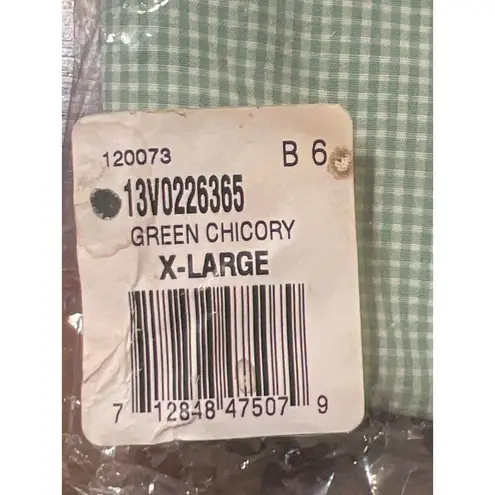 120073 B 6
13V0226365
GREEN CHICORY
X-LARGE
7 12848 47507 9